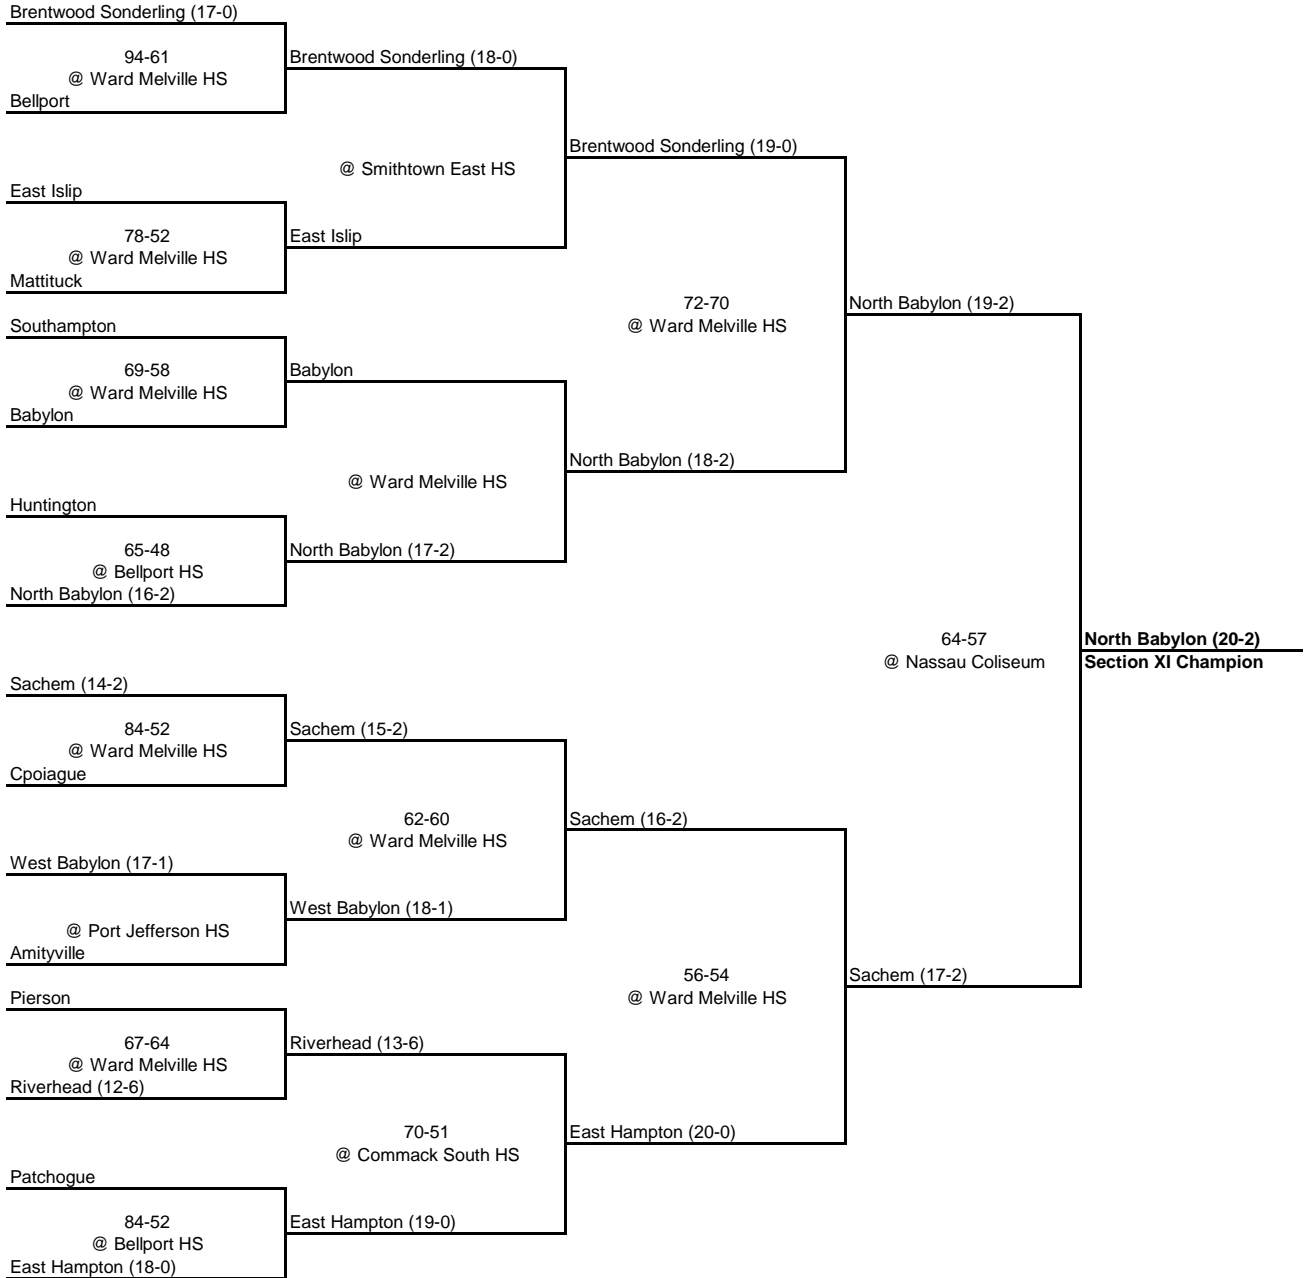 Brentwood Sonderling (17-0)
94-61
Brentwood Sonderling (18-0)
@ Ward Melville HS
Bellport
Brentwood Sonderling (19-0)
@ Smithtown East HS
East Islip
78-52
East Islip
@ Ward Melville HS
Mattituck
72-70
North Babylon (19-2)
Southampton
@ Ward Melville HS
69-58
Babylon
@ Ward Melville HS
Babylon
North Babylon (18-2)
@ Ward Melville HS
Huntington
65-48
North Babylon (17-2)
@ Bellport HS
North Babylon (16-2)
64-57
North Babylon (20-2)
@ Nassau Coliseum
Section XI Champion
Sachem (14-2)
84-52
Sachem (15-2)
@ Ward Melville HS
Cpoiague
62-60
Sachem (16-2)
@ Ward Melville HS
West Babylon (17-1)
West Babylon (18-1)
@ Port Jefferson HS
Amityville
56-54
Sachem (17-2)
Pierson
@ Ward Melville HS
67-64
Riverhead (13-6)
@ Ward Melville HS
Riverhead (12-6)
70-51
East Hampton (20-0)
@ Commack South HS
Patchogue
84-52
East Hampton (19-0)
@ Bellport HS
East Hampton (18-0)